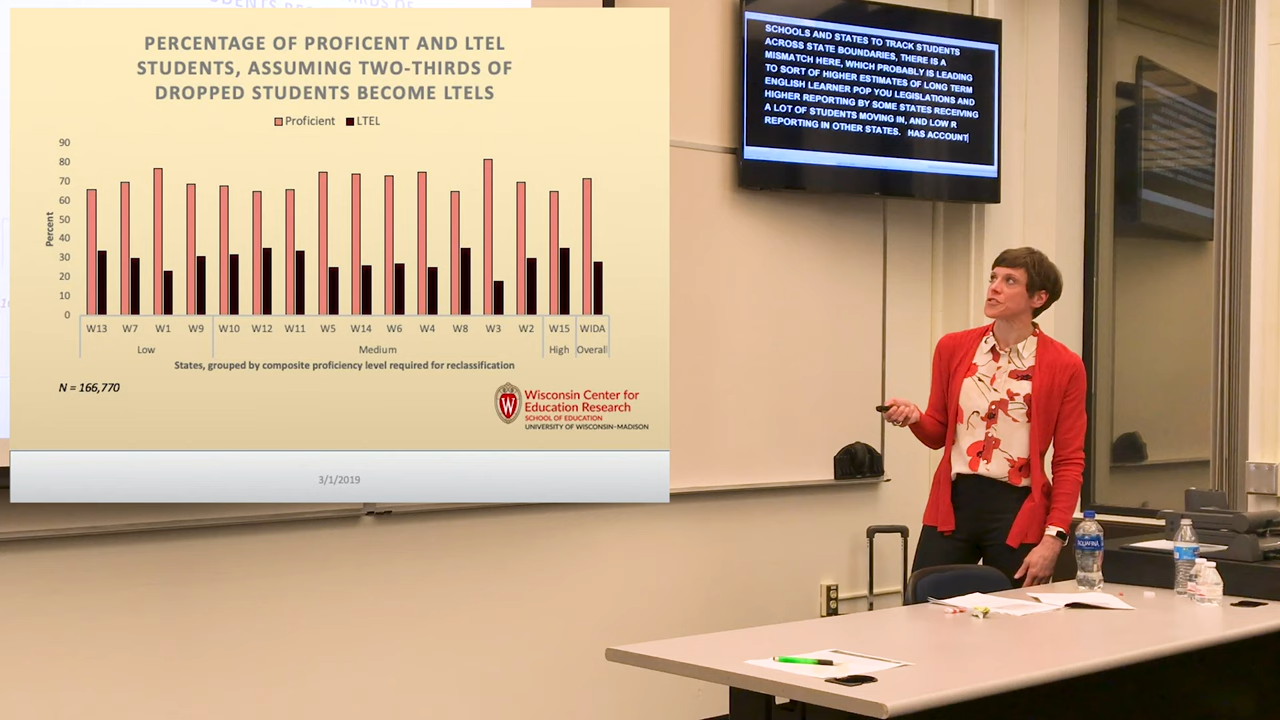 PERCENTAGE OF PROFICENT AND LTEL
STUDENTS, ASSUMING TWO-THIRDS OF
DROPPED STUDENTS BECOME LTELS
Proficient LTEL
90
80
70
60
50
40
30
20
10
0
Percent
W13 W7 W1 W9 W10 W12 W11 W5 W14 W6 W4 W8 W3 W2 W15 WIDA
Low Medium High Overall
States, grouped by composite proficiency level required for reclassification
N = 166,770
W
Wisconsin Center for
Education Research
SCHOOL OF EDUCATION
UNIVERSITY OF WISCONSIN-MADISON
3/1/2019
SCHOOLS AND STATES TO TRACK STUDENTS
ACROSS STATE BOUNDARIES, THERE IS A
MISMATCH HERE, WHICH PROBABLY IS LEADING
TO SORT OF HIGHER ESTIMATES OF LONG TERM
ENGLISH LEARNER POP YOU LEGISLATIONS AND
HIGHER REPORTING BY SOME STATES RECEIVING
A LOT OF STUDENTS MOVING IN, AND LOW R
REPORTING IN OTHER STATES. HAS ACCOUNT
AQUAFINA